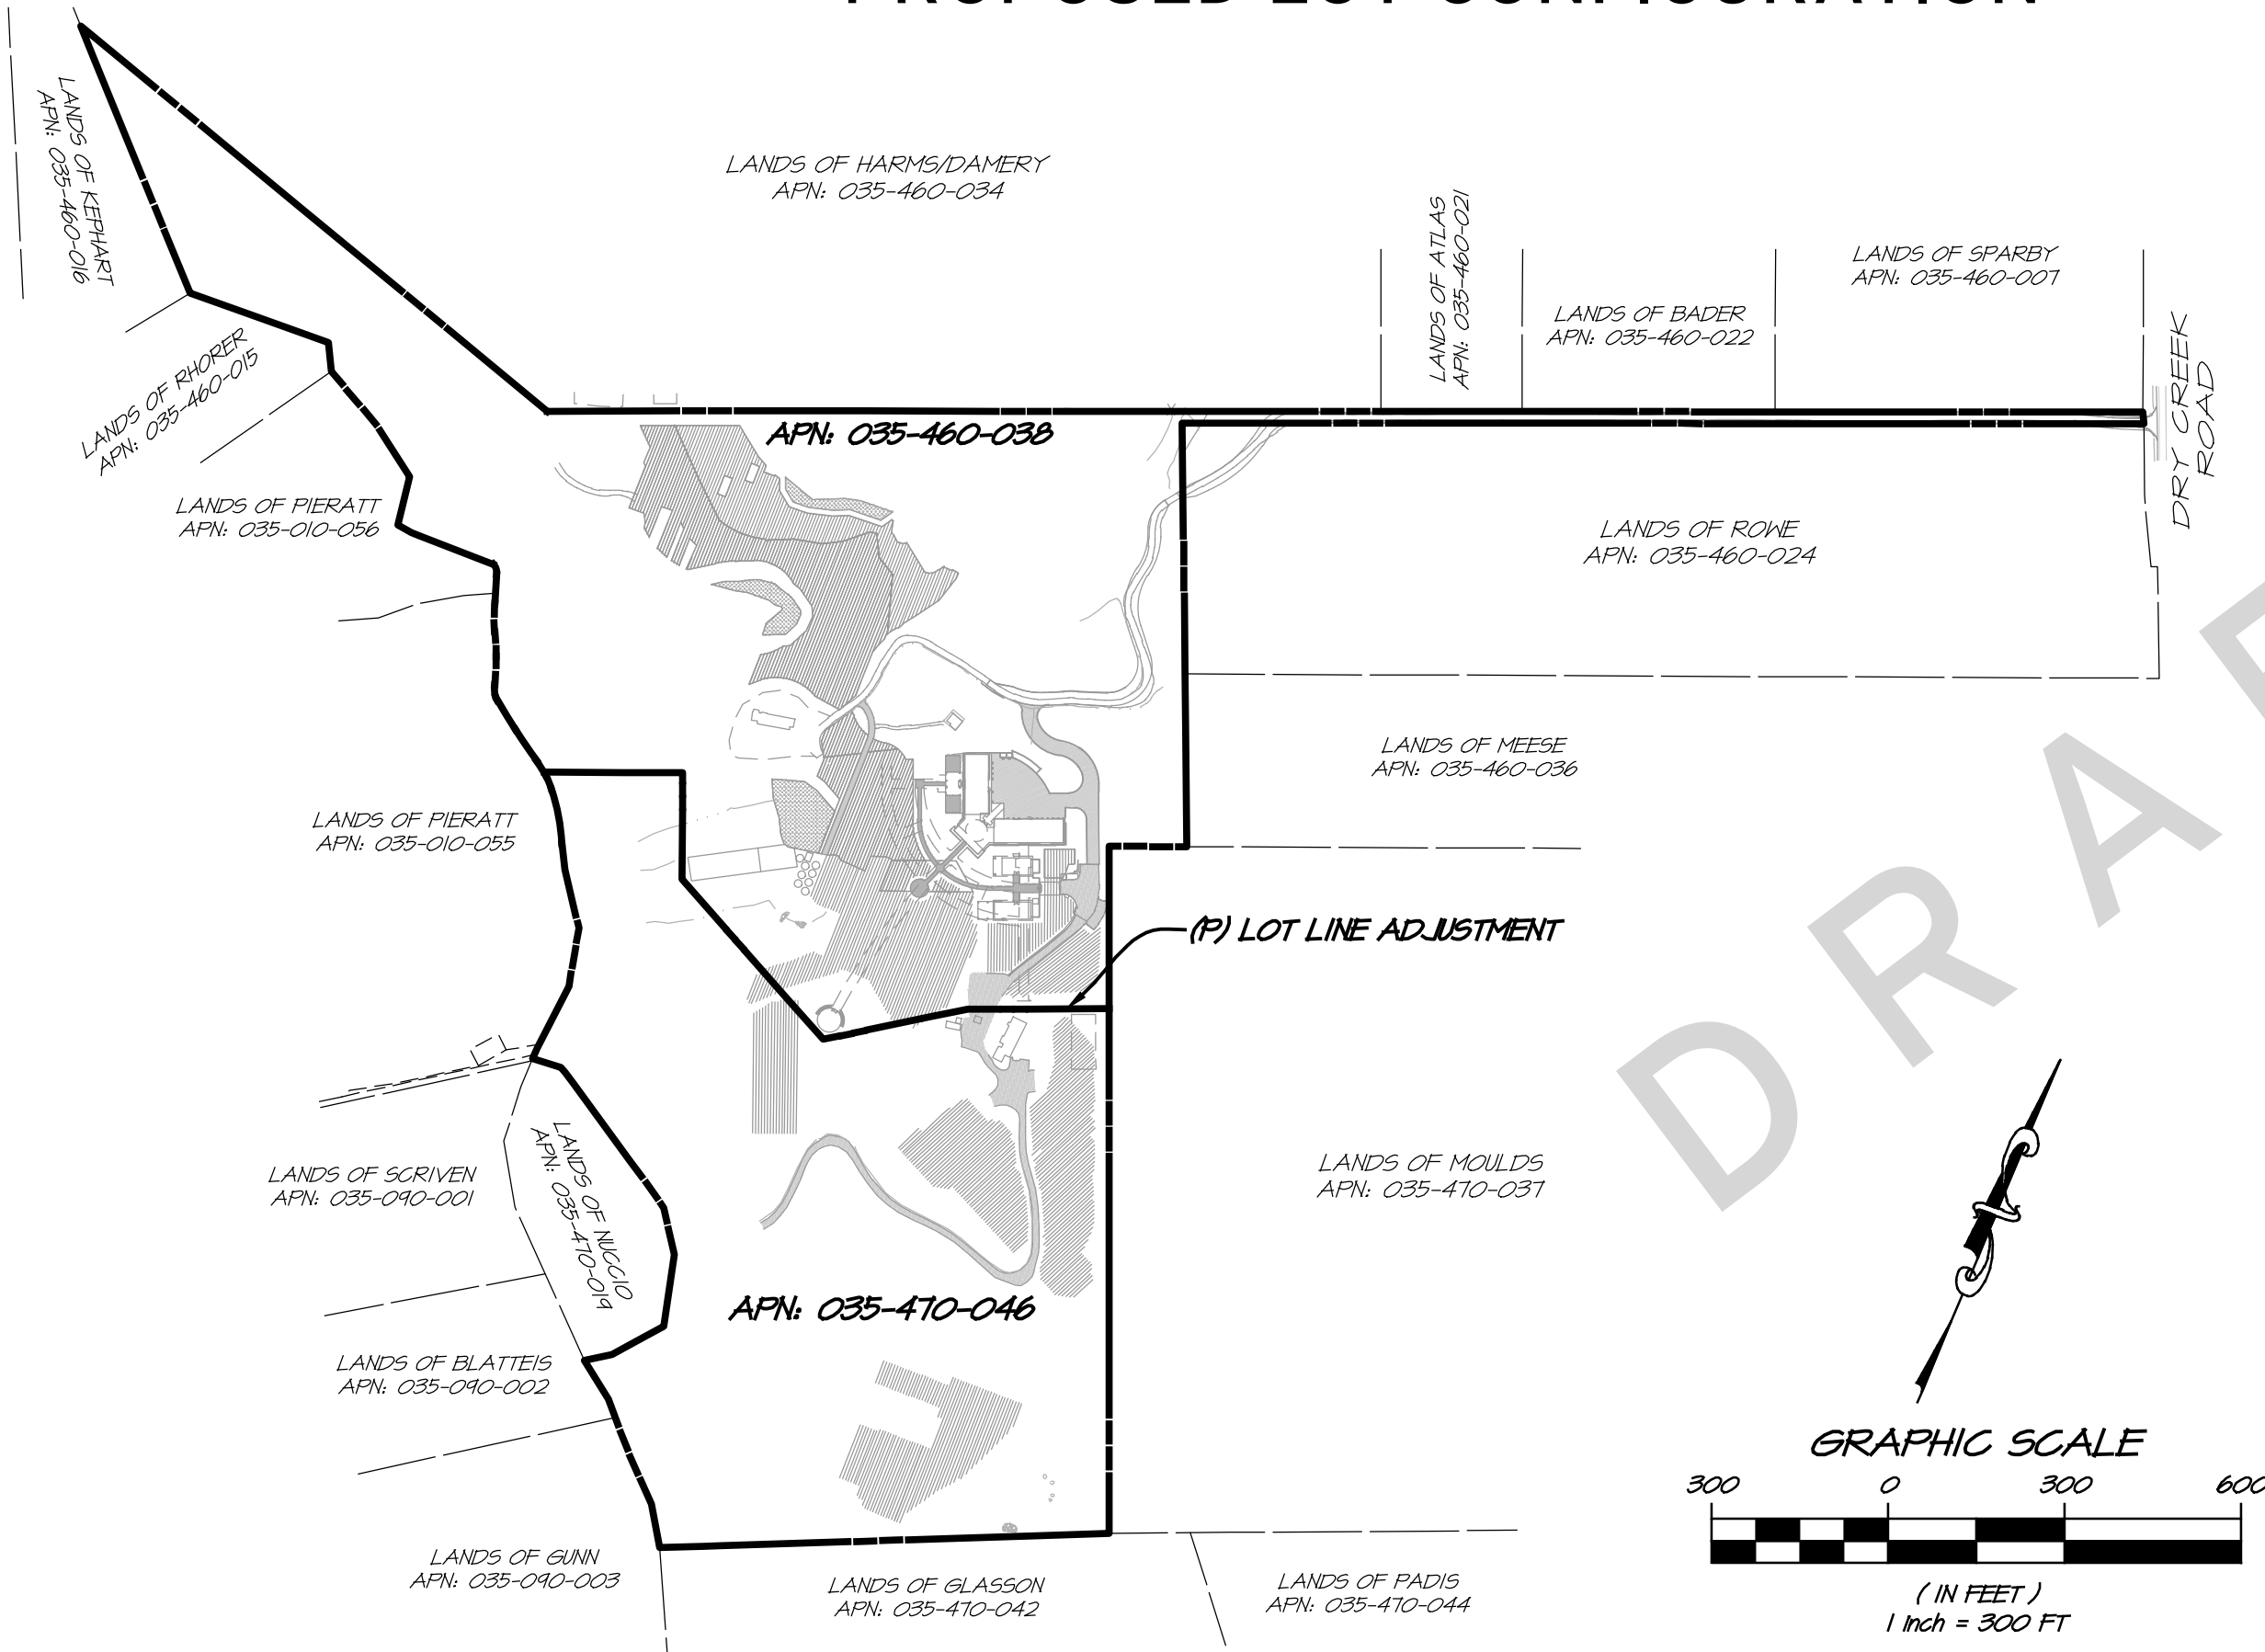 PROPOSED LOT CONFIGURATION
LANDS OF KEPHART
APN: 035-460-016
LANDS OF HARMS/DAMERY
APN: 035-460-034
LANDS OF ATLAS
APN: 035-460-021
LANDS OF BADER
APN: 035-460-022
LANDS OF SPARBY
APN: 035-460-007
DRY CREEK
ROAD
LANDS OF RHORER
APN: 035-460-015
APN: 035-460-038
LANDS OF PIERATT
APN: 035-010-056
LANDS OF ROWE
APN: 035-460-024
LANDS OF MEESE
APN: 035-460-036
LANDS OF PIERATT
APN: 035-010-055
(P) LOT LINE ADJUSTMENT
LANDS OF SCRIVEN
APN: 035-090-001
LANDS OF NUCCIO
APN: 035-470-019
LANDS OF MOULDS
APN: 035-470-037
APN: 035-470-046
LANDS OF BLATTEIS
APN: 035-090-002
LANDS OF GUNN
APN: 035-090-003
LANDS OF GLASSON
APN: 035-470-042
LANDS OF PADIS
APN: 035-470-044
GRAPHIC SCALE
300 0 300 600
( IN FEET )
1 Inch = 300 FT
DRA